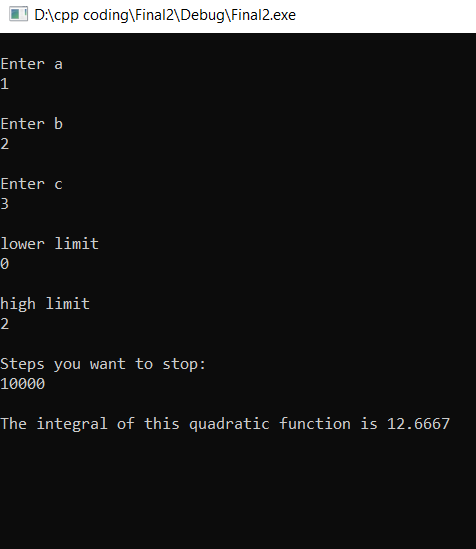 D:\cpp coding\Final2\Debug\Final2.exe
Enter a
1
Enter b
2
Enter c
3
lower limit
0
high limit
2
Steps you want to stop:
10000
The integral of this quadratic function is 12.6667